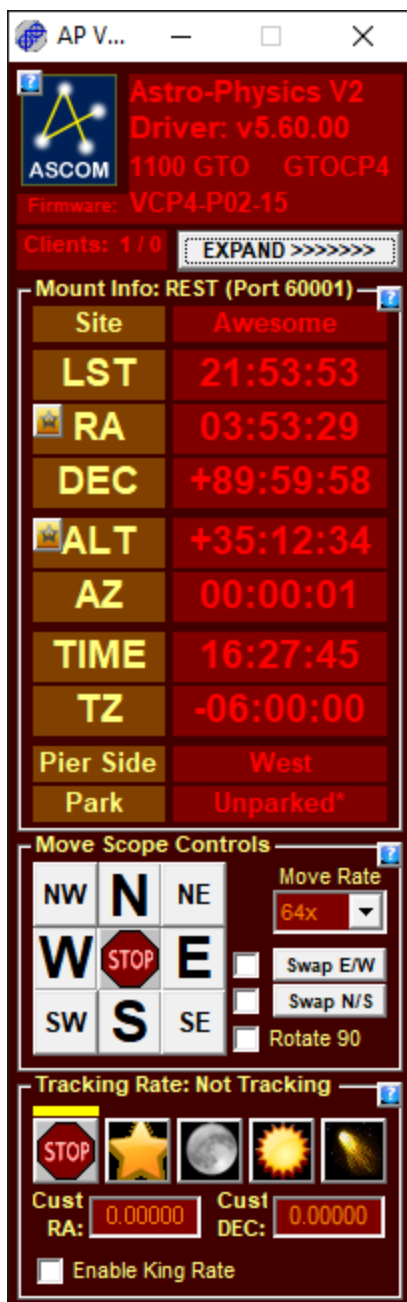 AP V...
Astro-Physics V2
Driver: v5.60.00
ASCOM
1100 GTO GTOCP4
Firmware: VCP4-P02-15
Clients: 1 / 0
EXPAND >>>>>>>
Mount Info: REST (Port 60001)
Site Awesome
LST 21:53:53
RA 03:53:29
DEC +89:59:58
ALT +35:12:34
AZ 00:00:01
TIME 16:27:45
TZ -06:00:00
Pier Side West
Park Unparked*
Move Scope Controls
NW N NE
Move Rate
64x
W STOP E
Swap E/W
Swap N/S
SW S SE
Rotate 90
Tracking Rate: Not Tracking
STOP
Cust RA: 0.00000
Cust DEC: 0.00000
Enable King Rate